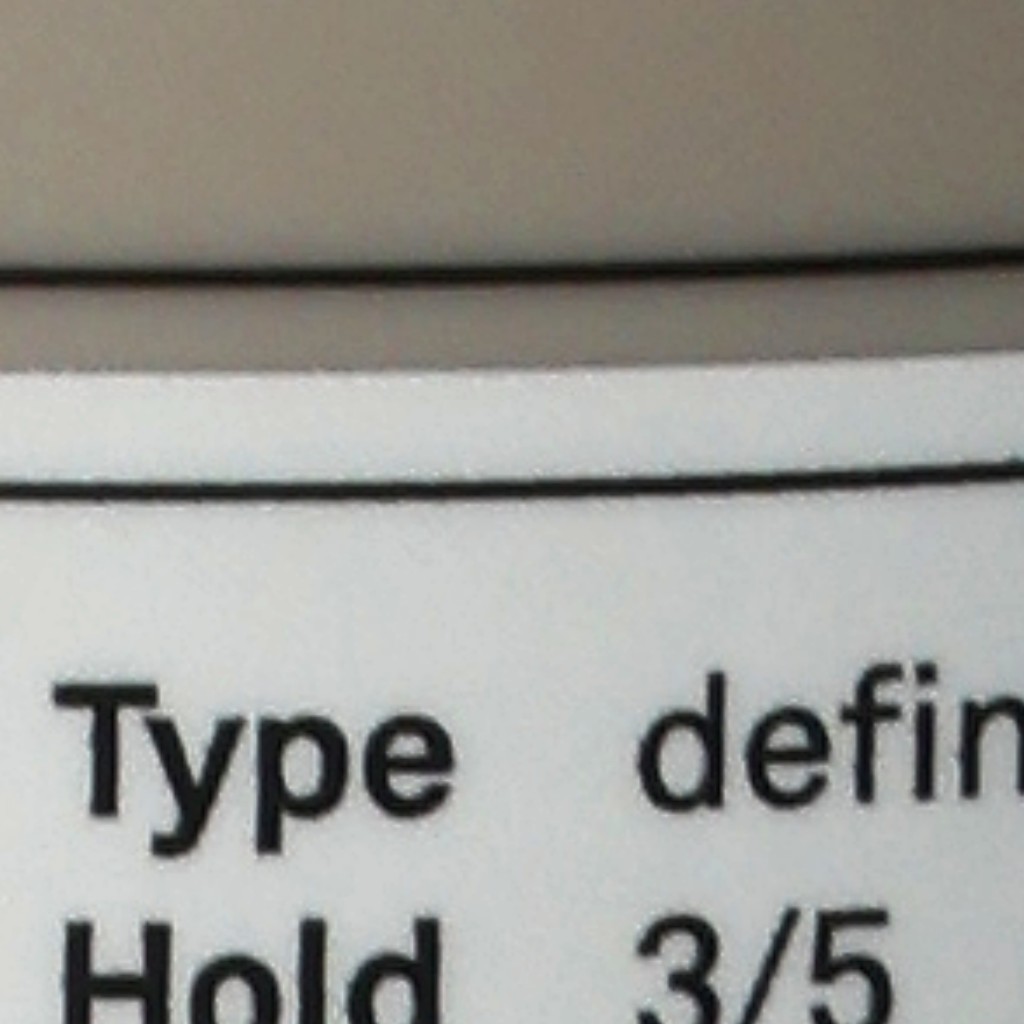 Type defin
Hold 3/5